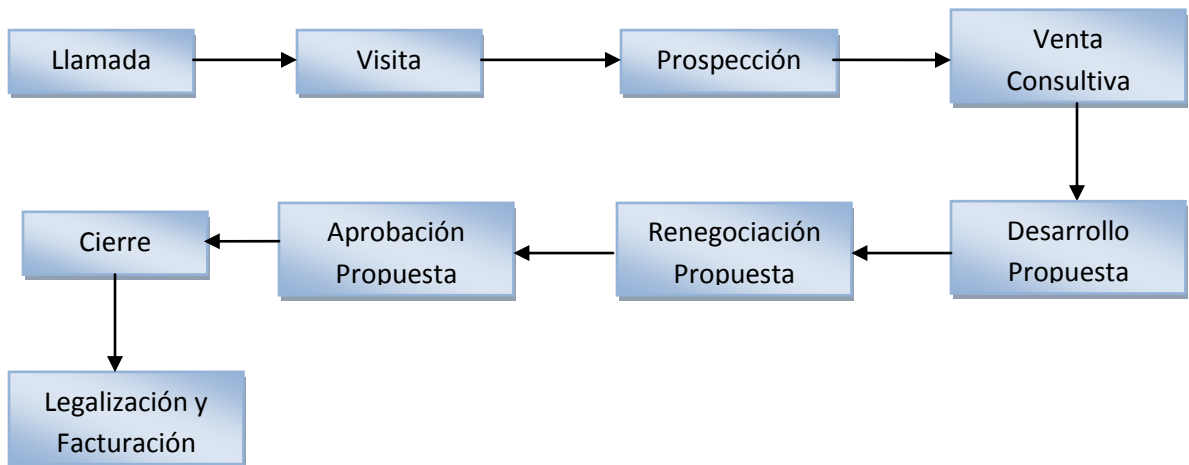 Llamada
Visita
Prospección
Venta
Consultiva
Desarrollo
Propuesta
Renegociación
Propuesta
Aprobación
Propuesta
Cierre
Legalización y
Facturación